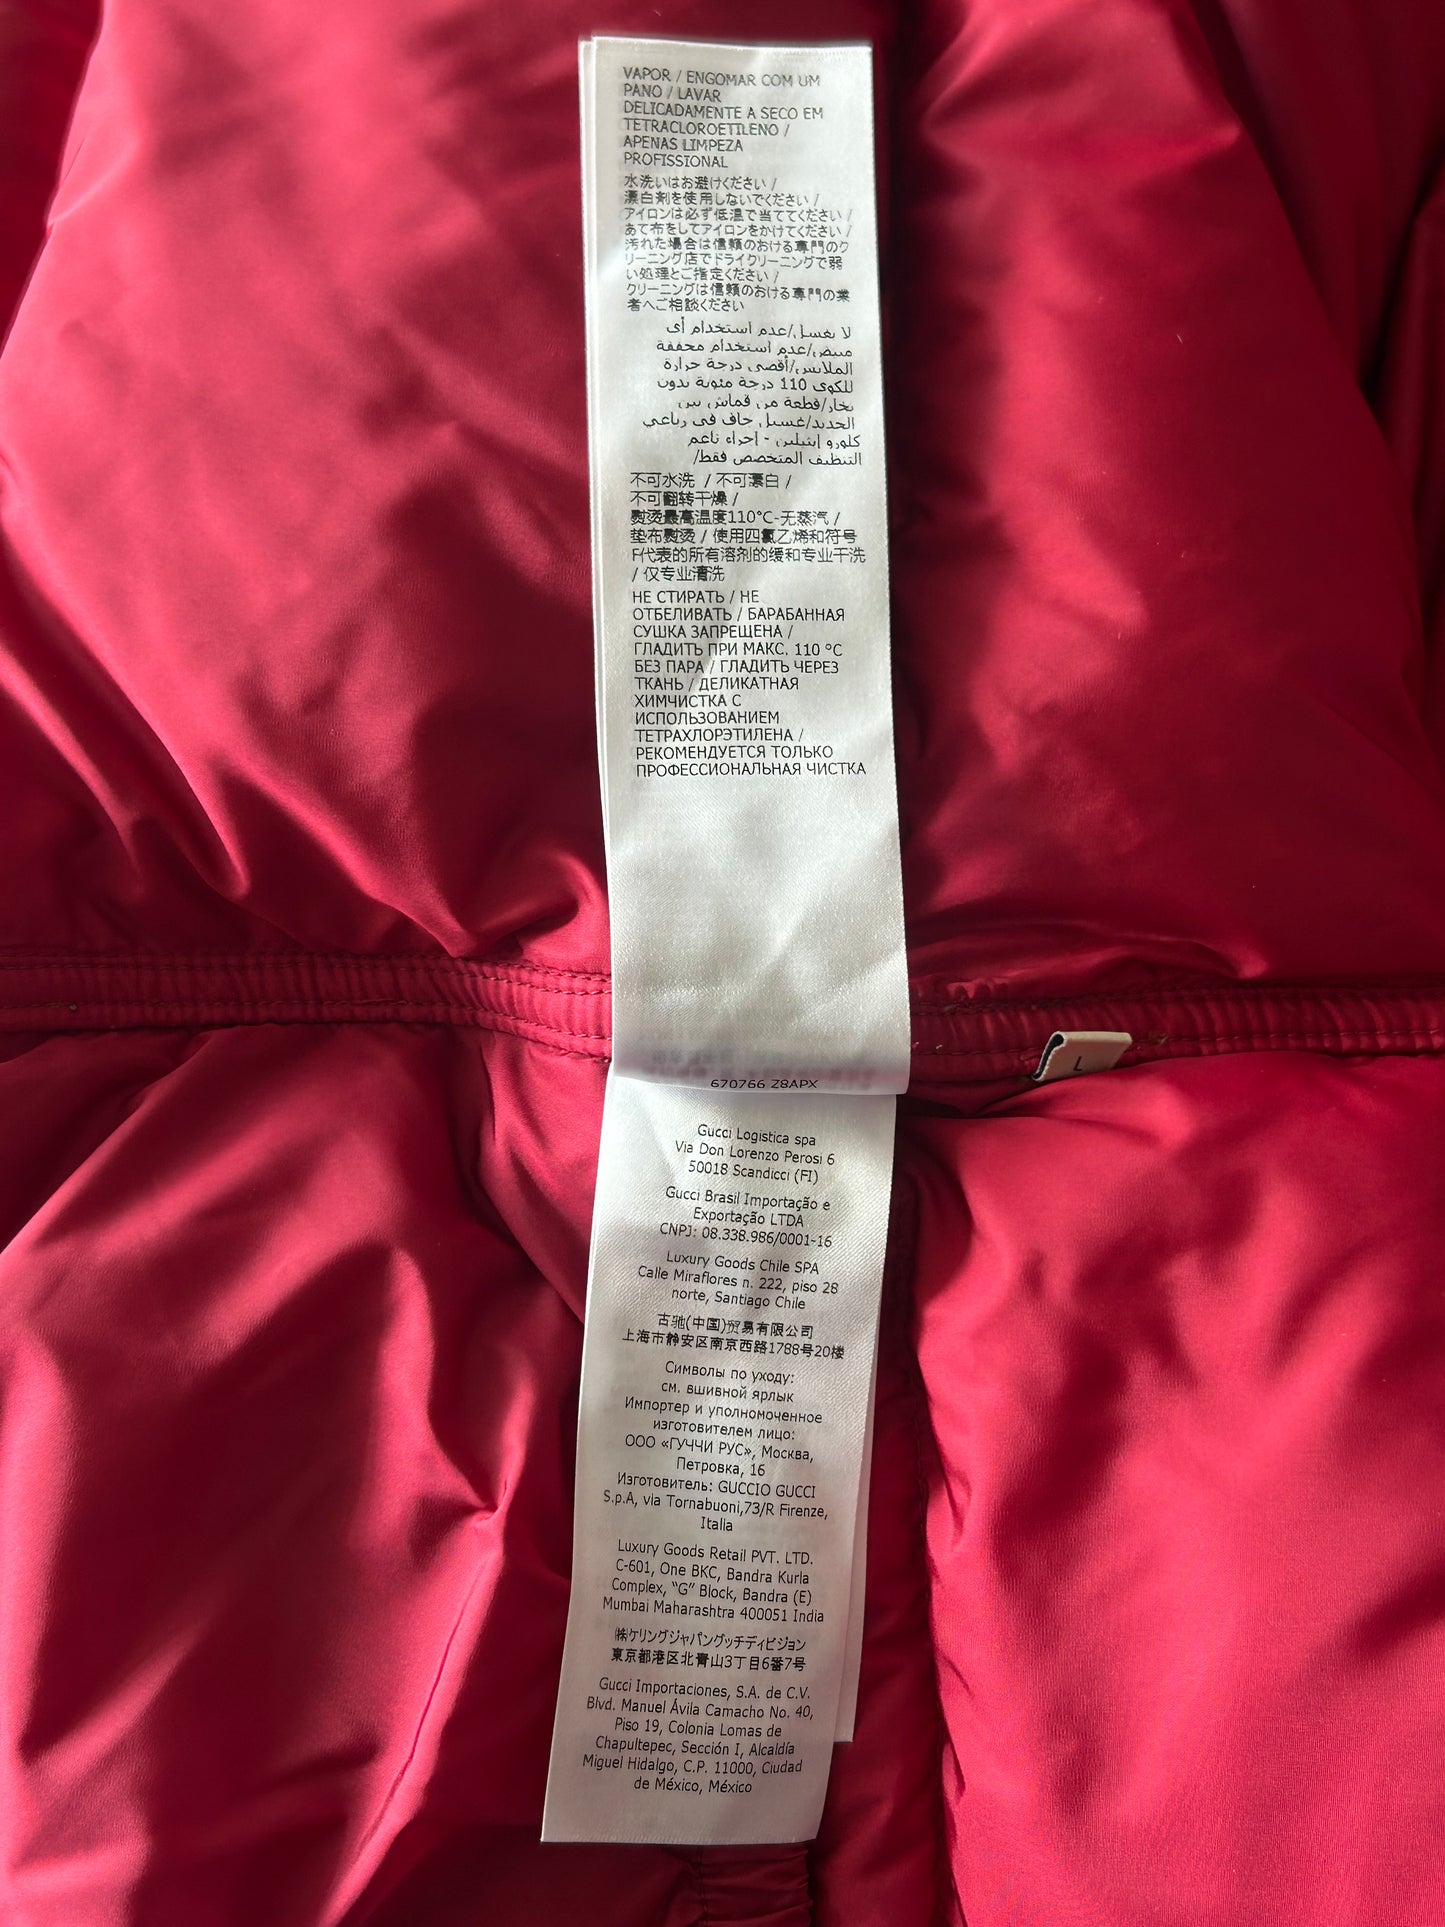 VAPOR / ENGOMAR COM UM
PANO / LAVAR
DELICADAMENTE A SECO EM
TETRACLOROETILENO /
APENAS LIMPEZA
PROFISSIONAL
水洗いはお避けください /
漂白剤を使用しないでください /
アイロンは必ず低温で当ててください /
あて布をしてアイロンをかけてください /
汚れた場合は信頼のおける専門のク
リーニング店でドライクリーニングで弱
い処理とご指定ください /
クリーニングは信頼のおける専門の業
者へご相談ください
لا يغسل/عدم استخدام أى
مبيض/عدم استخدام مجففة
الملابس/أقصى درجة حرارة
للكوى 110 درجة مئوية بدون
بخار/قطعة من قماش بين
الحديد/غسيل جاف فى رباعي
كلورو إيثيلين - إجراء ناعم
التنظيف المتخصص فقط/
不可水洗 / 不可漂白 /
不可翻转干燥 /
熨烫最高温度110°C-无蒸汽 /
垫布熨烫 / 使用四氯乙烯和符号
F代表的所有溶剂的缓和专业干洗
/ 仅专业清洗
НЕ СТИРАТЬ / НЕ
ОТБЕЛИВАТЬ / БАРАБАННАЯ
СУШКА ЗАПРЕЩЕНА /
ГЛАДИТЬ ПРИ МАКС. 110 °C
БЕЗ ПАРА / ГЛАДИТЬ ЧЕРЕЗ
ТКАНЬ / ДЕЛИКАТНАЯ
ХИМЧИСТКА С
ИСПОЛЬЗОВАНИЕМ
ТЕТРАХЛОРЭТИЛЕНА /
РЕКОМЕНДУЕТСЯ ТОЛЬКО
ПРОФЕССИОНАЛЬНАЯ ЧИСТКА
L
670766 Z8APX
Gucci Logistica spa
Via Don Lorenzo Perosi 6
50018 Scandicci (FI)
Gucci Brasil Importação e
Exportação LTDA
CNPJ: 08.338.986/0001-16
Luxury Goods Chile SPA
Calle Miraflores n. 222, piso 28
norte, Santiago Chile
古驰(中国)贸易有限公司
上海市静安区南京西路1788号20楼
Символы по уходу:
см. вшивной ярлык
Импортер и уполномоченное
изготовителем лицо:
ООО «ГУЧЧИ РУС», Москва,
Петровка, 16
Изготовитель: GUCCIO GUCCI
S.p.A, via Tornabuoni,73/R Firenze,
Italia
Luxury Goods Retail PVT. LTD.
C-601, One BKC, Bandra Kurla
Complex, “G” Block, Bandra (E)
Mumbai Maharashtra 400051 India
㈱ケリングジャパングッチディビジョン
東京都港区北青山3丁目6番7号
Gucci Importaciones, S.A. de C.V.
Blvd. Manuel Ávila Camacho No. 40,
Piso 19, Colonia Lomas de
Chapultepec, Sección I, Alcaldía
Miguel Hidalgo, C.P. 11000, Ciudad
de México, México